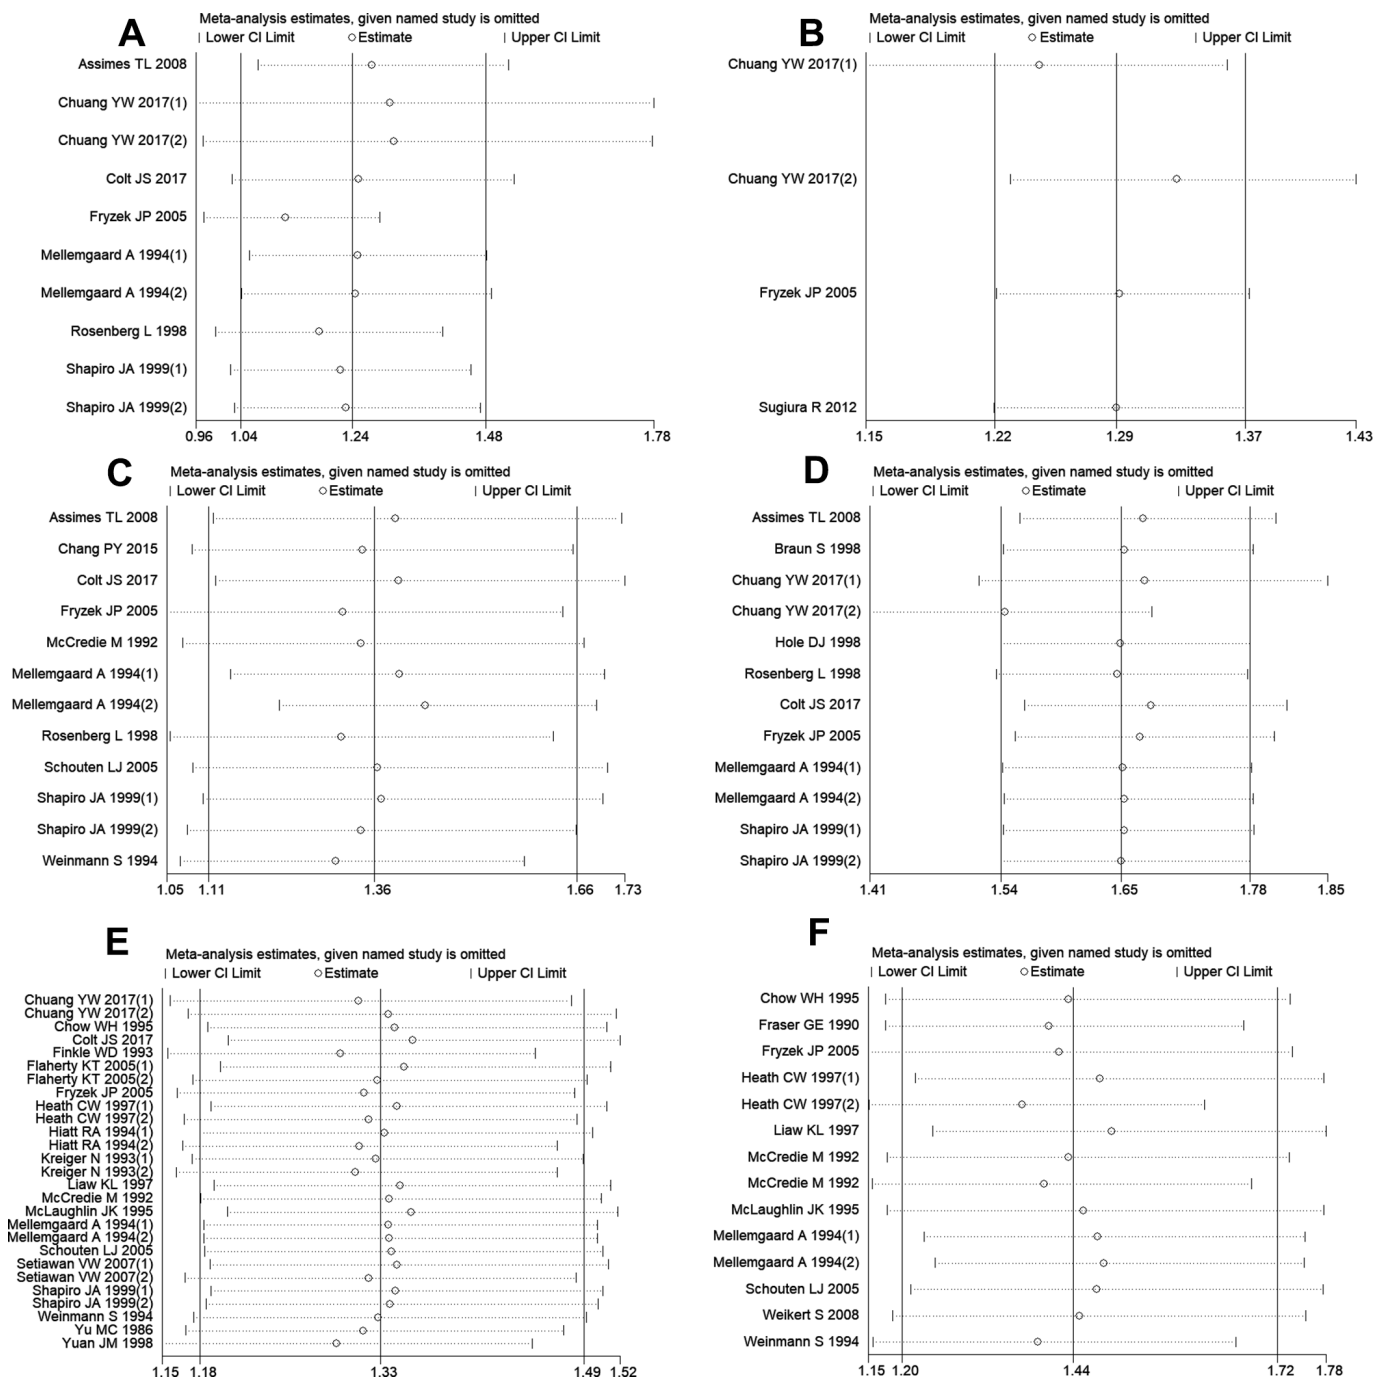 A
Meta-analysis estimates, given named study is omitted
| Lower CI Limit ○ Estimate | Upper CI Limit
Assimes TL 2008
Chuang YW 2017(1)
Chuang YW 2017(2)
Colt JS 2017
Fryzek JP 2005
Mellemgaard A 1994(1)
Mellemgaard A 1994(2)
Rosenberg L 1998
Shapiro JA 1999(1)
Shapiro JA 1999(2)
0.96 1.04 1.24 1.48 1.78
B
Meta-analysis estimates, given named study is omitted
| Lower CI Limit ○ Estimate | Upper CI Limit
Chuang YW 2017(1)
Chuang YW 2017(2)
Fryzek JP 2005
Sugiura R 2012
1.15 1.22 1.29 1.37 1.43
C
Meta-analysis estimates, given named study is omitted
| Lower CI Limit ○ Estimate | Upper CI Limit
Assimes TL 2008
Chang PY 2015
Colt JS 2017
Fryzek JP 2005
McCredie M 1992
Mellemgaard A 1994(1)
Mellemgaard A 1994(2)
Rosenberg L 1998
Schouten LJ 2005
Shapiro JA 1999(1)
Shapiro JA 1999(2)
Weinmann S 1994
1.05 1.11 1.36 1.66 1.73
D
Meta-analysis estimates, given named study is omitted
| Lower CI Limit ○ Estimate | Upper CI Limit
Assimes TL 2008
Braun S 1998
Chuang YW 2017(1)
Chuang YW 2017(2)
Hole DJ 1998
Rosenberg L 1998
Colt JS 2017
Fryzek JP 2005
Mellemgaard A 1994(1)
Mellemgaard A 1994(2)
Shapiro JA 1999(1)
Shapiro JA 1999(2)
1.41 1.54 1.65 1.78 1.85
E
Meta-analysis estimates, given named study is omitted
| Lower CI Limit ○ Estimate | Upper CI Limit
Chuang YW 2017(1)
Chuang YW 2017(2)
Chow WH 1995
Colt JS 2017
Finkle WD 1993
Flaherty KT 2005(1)
Flaherty KT 2005(2)
Fryzek JP 2005
Heath CW 1997(1)
Heath CW 1997(2)
Hiatt RA 1994(1)
Hiatt RA 1994(2)
Kreiger N 1993(1)
Kreiger N 1993(2)
Liaw KL 1997
McCredie M 1992
McLaughlin JK 1995
Mellemgaard A 1994(1)
Mellemgaard A 1994(2)
Schouten LJ 2005
Setiawan VW 2007(1)
Setiawan VW 2007(2)
Shapiro JA 1999(1)
Shapiro JA 1999(2)
Weinmann S 1994
Yu MC 1986
Yuan JM 1998
1.15 1.18 1.33 1.49 1.52
F
Meta-analysis estimates, given named study is omitted
| Lower CI Limit ○ Estimate | Upper CI Limit
Chow WH 1995
Fraser GE 1990
Fryzek JP 2005
Heath CW 1997(1)
Heath CW 1997(2)
Liaw KL 1997
McCredie M 1992
McCredie M 1992
McLaughlin JK 1995
Mellemgaard A 1994(1)
Mellemgaard A 1994(2)
Schouten LJ 2005
Weikert S 2008
Weinmann S 1994
1.15 1.20 1.44 1.72 1.78